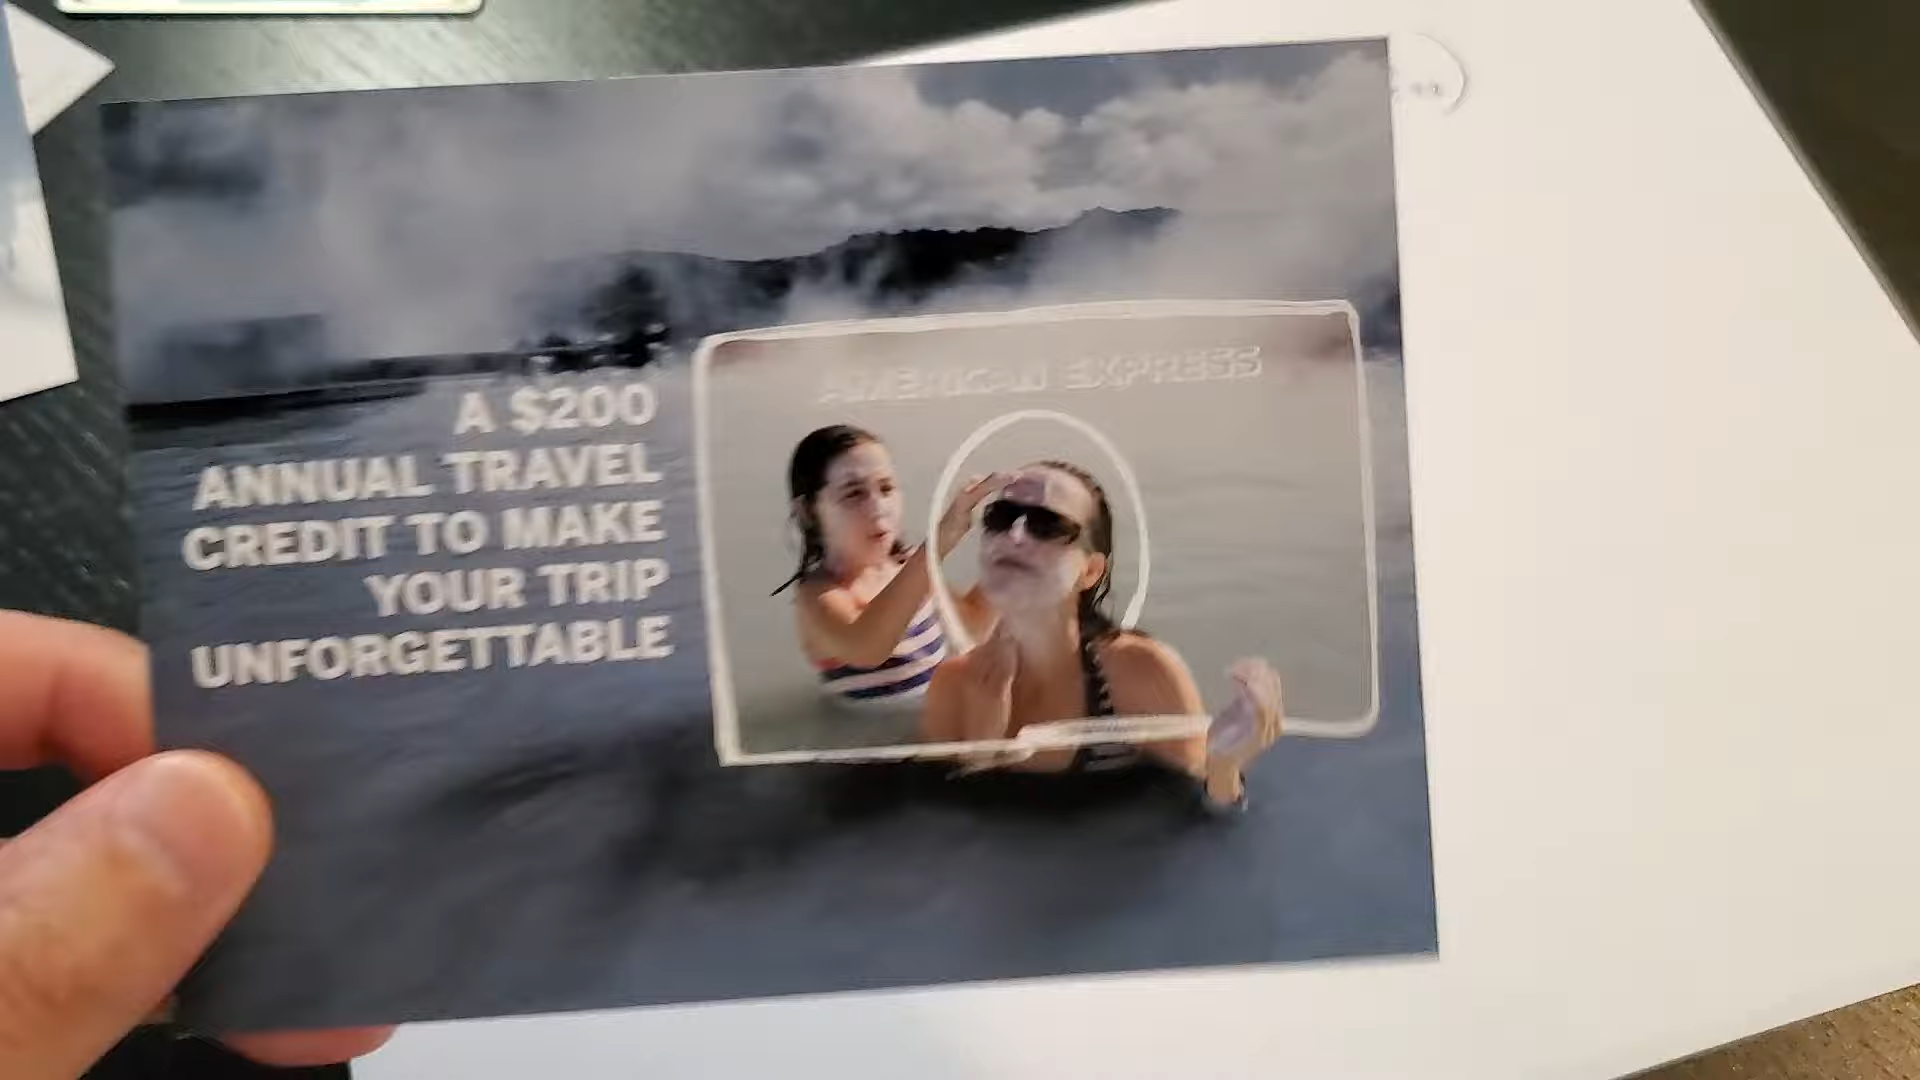 A $200
ANNUAL TRAVEL
CREDIT TO MAKE
YOUR TRIP
UNFORGETTABLE
AMERICAN EXPRESS